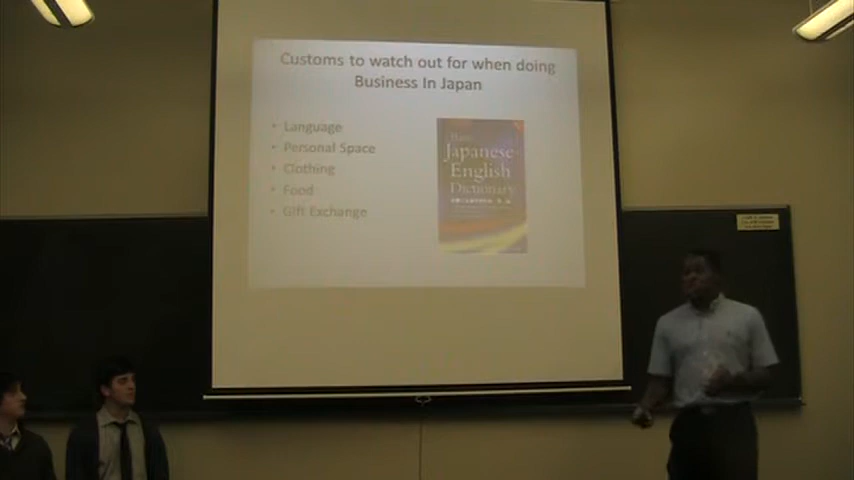 Customs to watch out for when doing
Business In Japan
• Language
• Personal Space
• Clothing
• Food
• Gift Exchange
Japanese
English
Dictionary